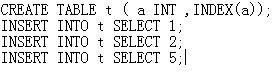 CREATE TABLE t ( a INT ,INDEX(a));
INSERT INTO t SELECT 1;
INSERT INTO t SELECT 2;
INSERT INTO t SELECT 5;